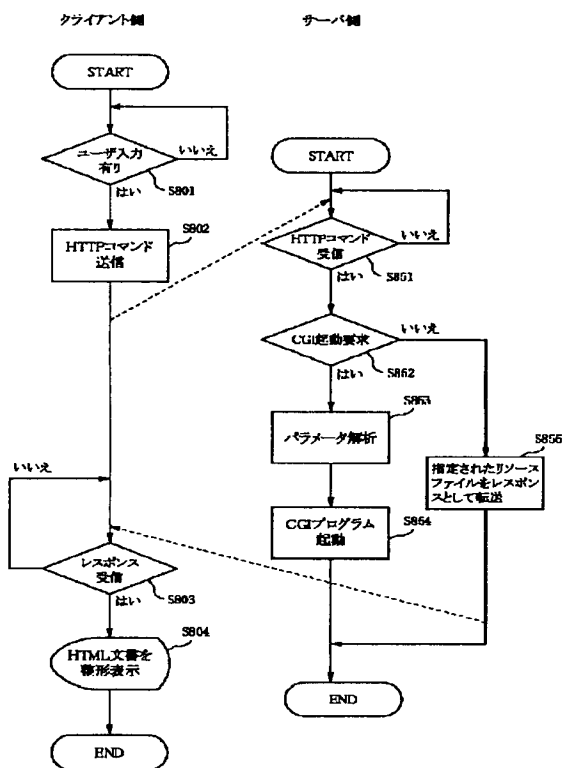 クライアント側
START
ユーザ入力
有り
いいえ
はい
S801
HTTPコマンド
送信
S802
いいえ
レスポンス
受信
はい
S803
HTML文書を
整形表示
S804
END
サーバ側
START
HTTPコマンド
受信
いいえ
はい
S851
CGI起動要求
いいえ
はい
S852
パラメータ解析
S853
CGIプログラム
起動
S854
指定されたリソース
ファイルをレスポン
スとして転送
S855
END